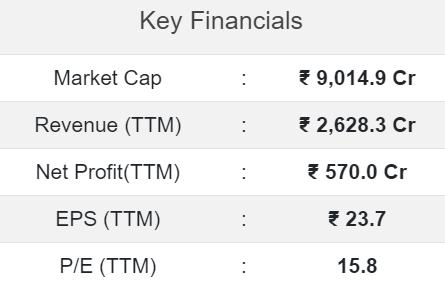 Key Financials
Market Cap : ₹ 9,014.9 Cr
Revenue (TTM) : ₹ 2,628.3 Cr
Net Profit(TTM) : ₹ 570.0 Cr
EPS (TTM) : ₹ 23.7
P/E (TTM) : 15.8